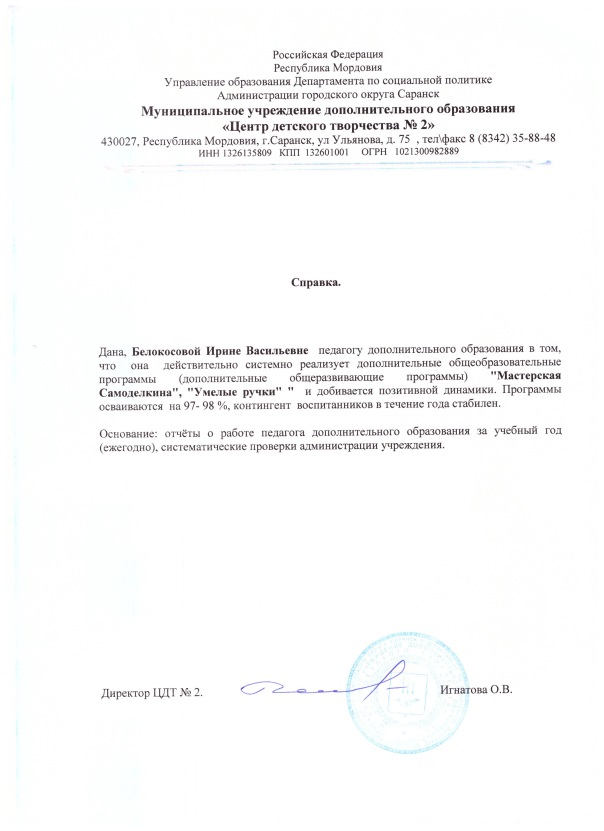 Российская Федерация
Республика Мордовия
Управление образования Департамента по социальной политике
Администрации городского округа Саранск
Муниципальное учреждение дополнительного образования
«Центр детского творчества № 2»
430027, Республика Мордовия, г.Саранск, ул Ульянова, д. 75 , тел\факс 8 (8342) 35-88-48
ИНН 1326135809 КПП 132601001 ОГРН 1021300982889
Справка.
Дана, Белокосовой Ирине Васильевне педагогу дополнительного образования в том,
что она действительно системно реализует дополнительные общеобразовательные
программы (дополнительные общеразвивающие программы) "Мастерская
Самоделкина", "Умелые ручки" " и добивается позитивной динамики. Программы
осваиваются на 97- 98 %, контингент воспитанников в течение года стабилен.
Основание: отчёты о работе педагога дополнительного образования за учебный год
(ежегодно), систематические проверки администрации учреждения.
Директор ЦДТ № 2. Игнатова О.В.